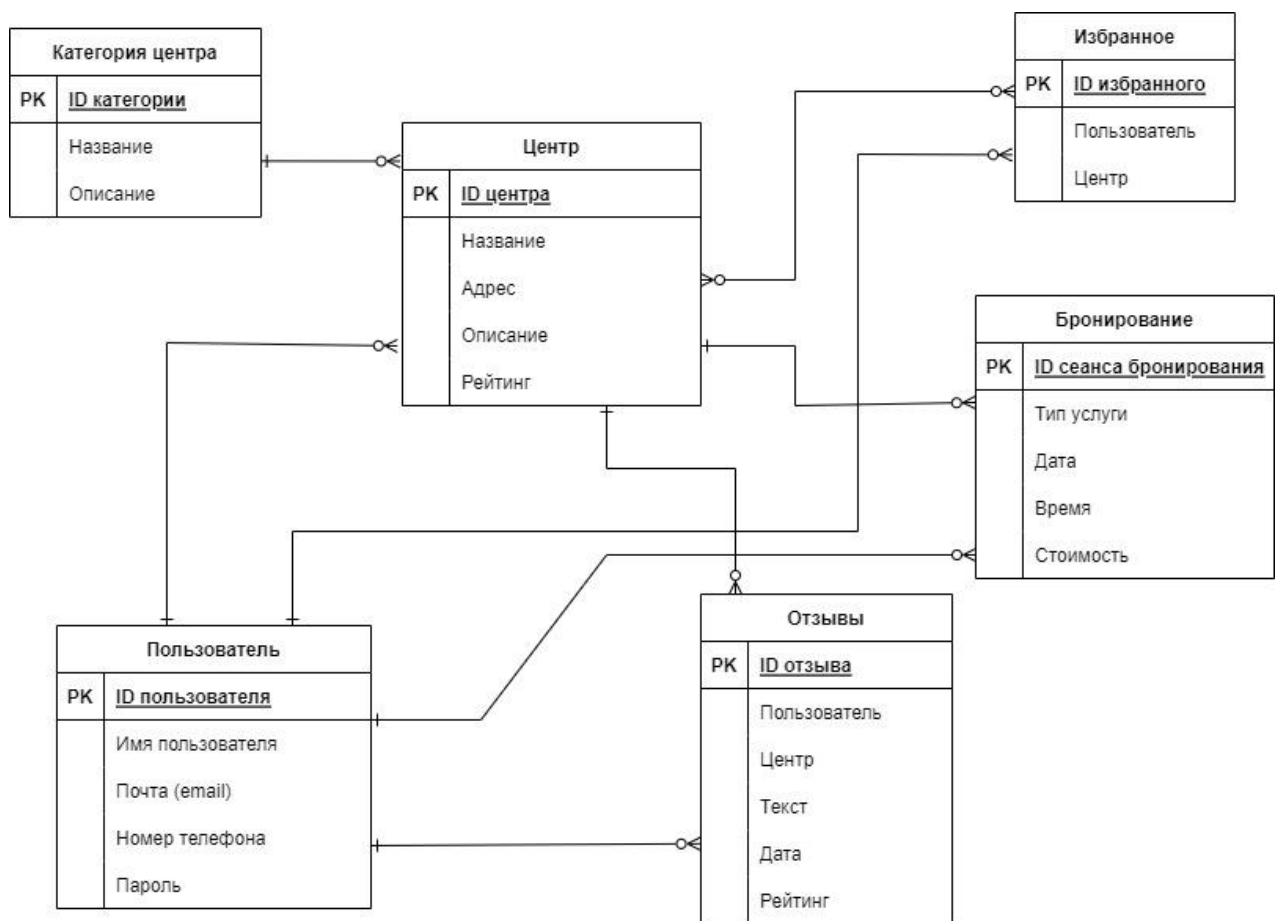 Категория центра
PK ID категории
Название
Описание
Центр
PK ID центра
Название
Адрес
Описание
Рейтинг
Избранное
PK ID избранного
Пользователь
Центр
Бронирование
PK ID сеанса бронирования
Тип услуги
Дата
Время
Стоимость
Пользователь
PK ID пользователя
Имя пользователя
Почта (email)
Номер телефона
Пароль
Отзывы
PK ID отзыва
Пользователь
Центр
Текст
Дата
Рейтинг